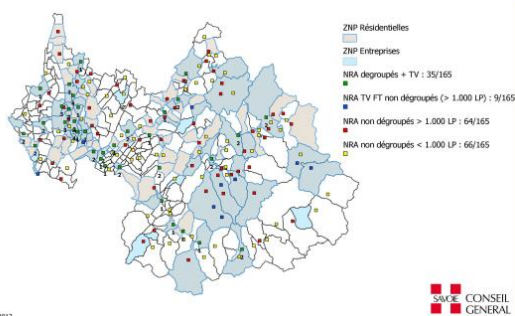 ZNP Résidentielles
ZNP Entreprises
NRA degroupés + TV : 35/165
NRA TV FT non dégroupés (> 1.000 LP) : 9/165
NRA non dégroupés > 1.000 LP : 64/165
NRA non dégroupés < 1.000 LP : 66/165
SAVOIE CONSEIL
GENERAL